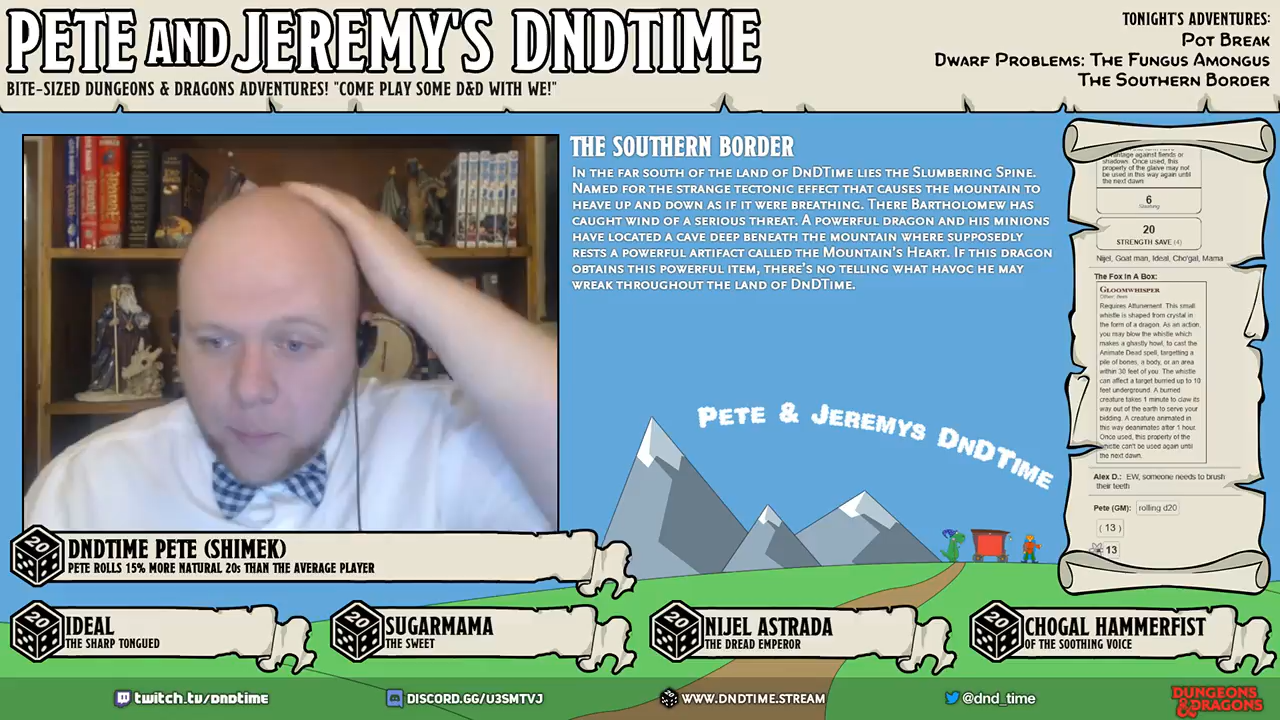 PETE AND JEREMY'S DNDTIME
BITE-SIZED DUNGEONS & DRAGONS ADVENTURES! "COME PLAY SOME D&D WITH WE!"
TONIGHT'S ADVENTURES:
POT BREAK
DWARF PROBLEMS: THE FUNGUS AMONGUS
THE SOUTHERN BORDER
THE SOUTHERN BORDER
IN THE FAR SOUTH OF THE LAND OF DNDTIME LIES THE SLUMBERING SPINE.
NAMED FOR THE STRANGE TECTONIC EFFECT THAT CAUSES THE MOUNTAIN TO
HEAVE UP AND DOWN AS IF IT WERE BREATHING. THERE BARTHOLOMEW HAS
CAUGHT WIND OF A SERIOUS THREAT. A POWERFUL DRAGON AND HIS MINIONS
HAVE LOCATED A CAVE DEEP BENEATH THE MOUNTAIN WHERE SUPPOSEDLY
RESTS A POWERFUL ARTIFACT CALLED THE MOUNTAIN'S HEART. IF THIS DRAGON
OBTAINS THIS POWERFUL ITEM, THERE'S NO TELLING WHAT HAVOC HE MAY
WREAK THROUGHOUT THE LAND OF DNDTIME.
against fiends or
shadows. Once used, this
property of the glaive may not
be used in this way again until
the next dawn.
6
Slashing
20
STRENGTH SAVE (4)
Nijel, Goat man, Ideal, Cho'gal, Mama
The Fox in A Box:
GLOOMWHISPER
Other, Item
Requires Attunement. This small
whistle is shaped from crystal in
the form of a dragon. As an action,
you may blow the whistle which
makes a ghastly howl, to cast the
Animate Dead spell, targetting a
pile of bones, a body, or an area
within 30 feet of you. The whistle
can affect a target burried up to 10
feet underground. A burried
creature takes 1 minute to claw its
way out of the earth to serve your
bidding. A creature animated in
this way deanimates after 1 hour.
Once used, this property of the
whistle can't be used again until
the next dawn.
Alex D.: EW, someone needs to brush
their teeth
Pete (GM): rolling d20
( 13 )
13
PETE & JEREMYS DNDTIME
20 DNDTIME PETE (SHIMEK)
PETE ROLLS 15% MORE NATURAL 20S THAN THE AVERAGE PLAYER
20 IDEAL
THE SHARP TONGUED
20 SUGARMAMA
THE SWEET
20 NIJEL ASTRADA
THE DREAD EMPEROR
20 CHOGAL HAMMERFIST
OF THE SOOTHING VOICE
twitch.tv/dndtime
DISCORD.GG/U3SMTVJ
WWW.DNDTIME.STREAM
@dnd_time
DUNGEONS
& DRAGONS